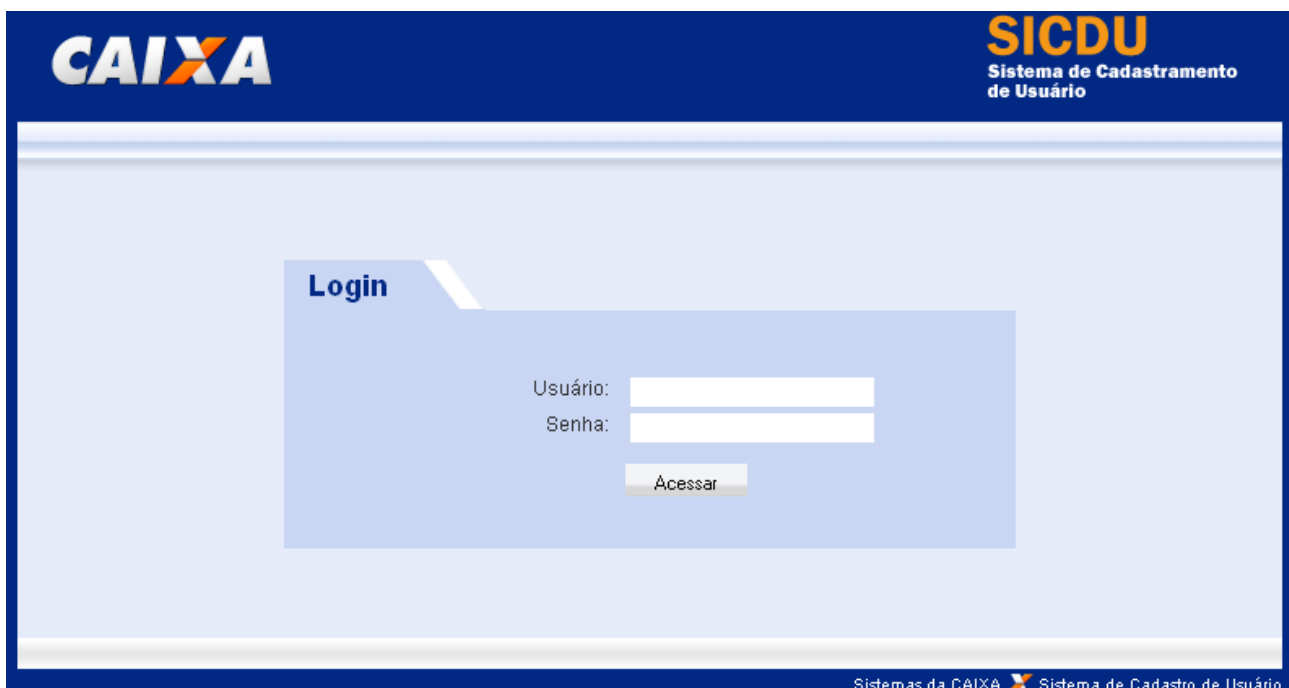 CAIXA
SICDU
Sistema de Cadastramento
de Usuário
Login
Usuário:
Senha:
Acessar
Sistemas da CAIXA Sistema de Cadastro de Usuário